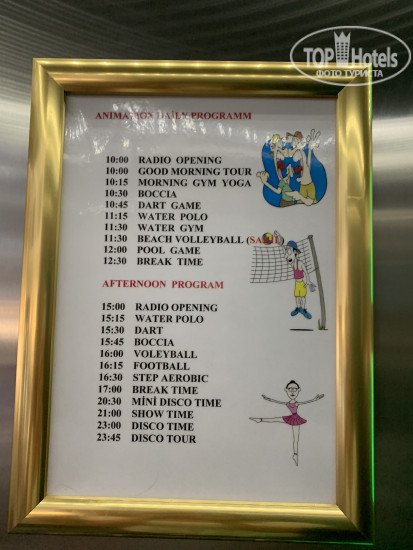 TOPHotels
ФОТО ТУРИСТА
ANIMATION DAİLY PROGRAMM
10:00 RADIO OPENING
10:00 GOOD MORNING TOUR
10:15 MORNING GYM YOGA
10:30 BOCCIA
10:45 DART GAME
11:15 WATER POLO
11:30 WATER GYM
11:30 BEACH VOLLEYBALL
12:00 POOL GAME
12:30 BREAK TIME
AFTERNOON PROGRAM
15:00 RADIO OPENING
15:15 WATER POLO
15:30 DART
15:45 BOCCIA
16:00 VOLLEYBALL
16:15 FOOTBALL
16:30 STEP AEROBIC
17:00 BREAK TIME
20:30 MİNİ DISCO TIME
21:00 SHOW TIME
23:00 DISCO TIME
23:45 DISCO TOUR